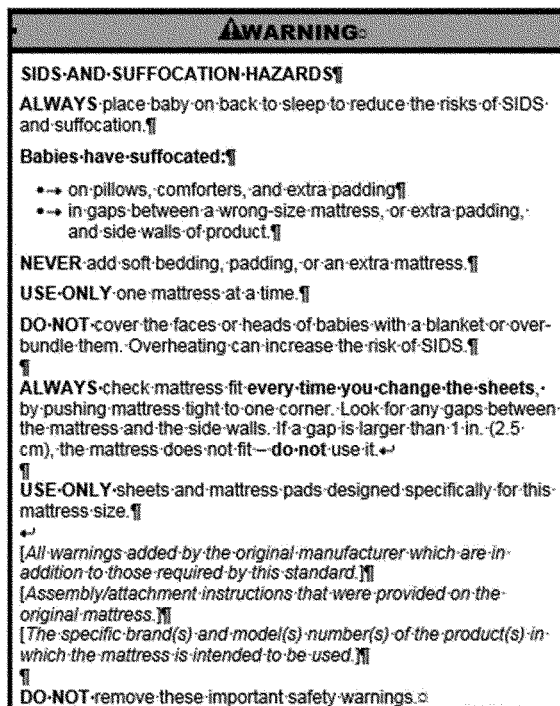 ⚠WARNING
SIDS AND SUFFOCATION HAZARDS¶
ALWAYS place baby on back to sleep to reduce the risks of SIDS
and suffocation.¶
Babies have suffocated:¶
•→ on pillows, comforters, and extra padding¶
•→ in gaps between a wrong-size mattress, or extra padding,
and side walls of product.¶
NEVER add soft bedding, padding, or an extra mattress.¶
USE ONLY one mattress at a time.¶
DO NOT cover the faces or heads of babies with a blanket or over-
bundle them. Overheating can increase the risk of SIDS.¶
¶
ALWAYS check mattress fit every time you change the sheets,
by pushing mattress tight to one corner. Look for any gaps between
the mattress and the side walls. If a gap is larger than 1 in. (2.5
cm), the mattress does not fit – do not use it.↵
¶
USE ONLY sheets and mattress pads designed specifically for this
mattress size.¶
↵
[All warnings added by the original manufacturer which are in
addition to those required by this standard.]¶
[Assembly/attachment instructions that were provided on the
original mattress.]¶
[The specific brand(s) and model(s) number(s) of the product(s) in
which the mattress is intended to be used.]¶
¶
DO NOT remove these important safety warnings.¤